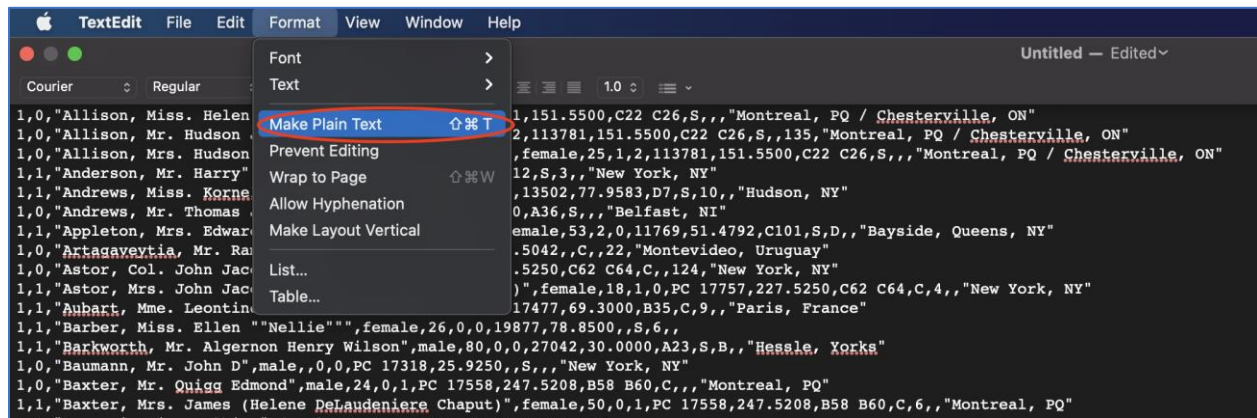 TextEdit File Edit Format View Window Help
Untitled — Edited
Courier Regular 1.0
Font
Text
Make Plain Text ⇧⌘T
Prevent Editing
Wrap to Page ⇧⌘W
Allow Hyphenation
Make Layout Vertical
List...
Table...
1,0,"Allison, Miss. Helen 1,151.5500,C22 C26,S,,,"Montreal, PQ / Chesterville, ON"
1,0,"Allison, Mr. Hudson 2,113781,151.5500,C22 C26,S,,135,"Montreal, PQ / Chesterville, ON"
1,0,"Allison, Mrs. Hudson ,female,25,1,2,113781,151.5500,C22 C26,S,,,"Montreal, PQ / Chesterville, ON"
1,1,"Anderson, Mr. Harry" 12,S,3,,"New York, NY"
1,1,"Andrews, Miss. Korne ,13502,77.9583,D7,S,10,,"Hudson, NY"
1,0,"Andrews, Mr. Thomas 0,A36,S,,,"Belfast, NI"
1,1,"Appleton, Mrs. Edwar emale,53,2,0,11769,51.4792,C101,S,D,,"Bayside, Queens, NY"
1,0,"Artagaveytia, Mr. Ra .5042,,C,,22,"Montevideo, Uruguay"
1,0,"Astor, Col. John Jac .5250,C62 C64,C,,124,"New York, NY"
1,1,"Astor, Mrs. John Jac )",female,18,1,0,PC 17757,227.5250,C62 C64,C,4,,"New York, NY"
1,1,"Aubart, Mme. Leontin 17477,69.3000,B35,C,9,,"Paris, France"
1,1,"Barber, Miss. Ellen ""Nellie""",female,26,0,0,19877,78.8500,,S,6,,
1,1,"Barkworth, Mr. Algernon Henry Wilson",male,80,0,0,27042,30.0000,A23,S,B,,"Hessle, Yorks"
1,0,"Baumann, Mr. John D",male,,0,0,PC 17318,25.9250,,S,,,"New York, NY"
1,0,"Baxter, Mr. Quigg Edmond",male,24,0,1,PC 17558,247.5208,B58 B60,C,,,"Montreal, PQ"
1,1,"Baxter, Mrs. James (Helene DeLaudeniere Chaput)",female,50,0,1,PC 17558,247.5208,B58 B60,C,6,,"Montreal, PQ"